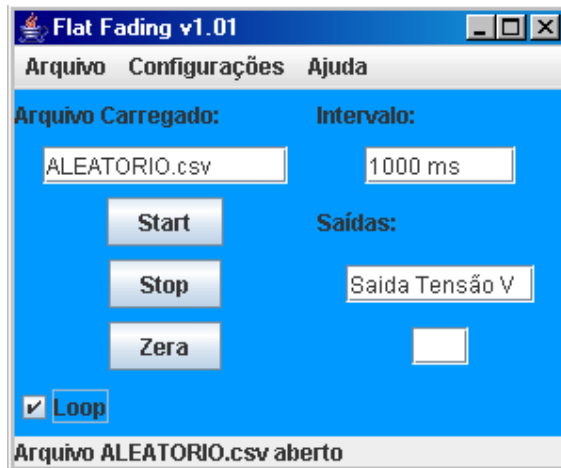 Flat Fading v1.01
Arquivo Configurações Ajuda
Arquivo Carregado: Intervalo:
ALEATORIO.csv 1000 ms
Start Saídas:
Stop Saida Tensão V
Zera
Loop
Arquivo ALEATORIO.csv aberto